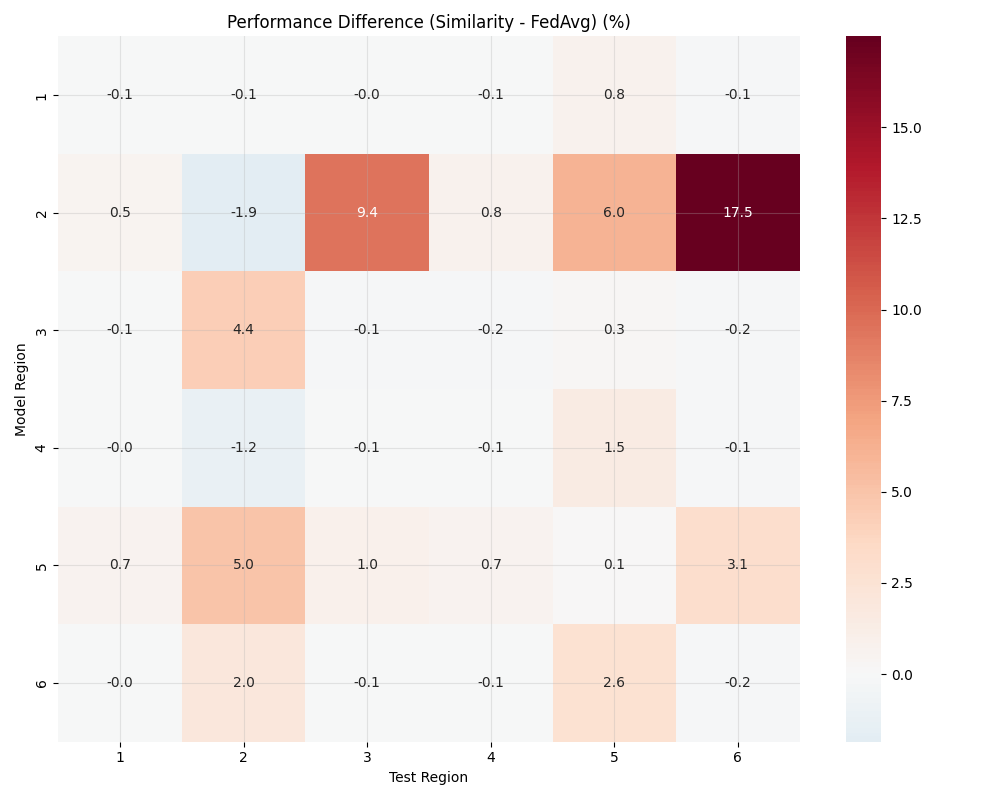 Performance Difference (Similarity - FedAvg) (%)
1 -0.1 -0.1 -0.0 -0.1 0.8 -0.1
2 0.5 -1.9 9.4 0.8 6.0 17.5
3 -0.1 4.4 -0.1 -0.2 0.3 -0.2
4 -0.0 -1.2 -0.1 -0.1 1.5 -0.1
5 0.7 5.0 1.0 0.7 0.1 3.1
6 -0.0 2.0 -0.1 -0.1 2.6 -0.2
Model Region
1 2 3 4 5 6
Test Region
15.0
12.5
10.0
7.5
5.0
2.5
0.0